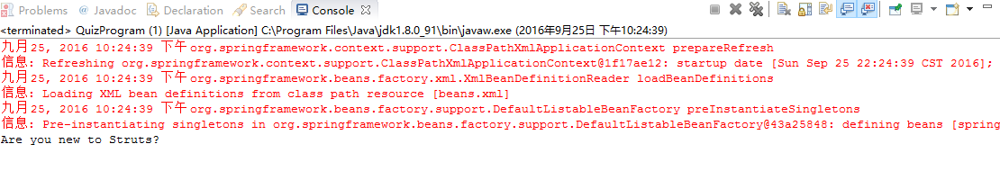 Problems @ Javadoc Declaration Search Console
<terminated> QuizProgram (1) [Java Application] C:\Program Files\Java\jdk1.8.0_91\bin\javaw.exe (2016年9月25日 下午10:24:39)
九月 25, 2016 10:24:39 下午 org.springframework.context.support.ClassPathXmlApplicationContext prepareRefresh
信息: Refreshing org.springframework.context.support.ClassPathXmlApplicationContext@1f17ae12: startup date [Sun Sep 25 22:24:39 CST 2016];
九月 25, 2016 10:24:39 下午 org.springframework.beans.factory.xml.XmlBeanDefinitionReader loadBeanDefinitions
信息: Loading XML bean definitions from class path resource [beans.xml]
九月 25, 2016 10:24:39 下午 org.springframework.beans.factory.support.DefaultListableBeanFactory preInstantiateSingletons
信息: Pre-instantiating singletons in org.springframework.beans.factory.support.DefaultListableBeanFactory@43a25848: defining beans [spring
Are you new to Struts?